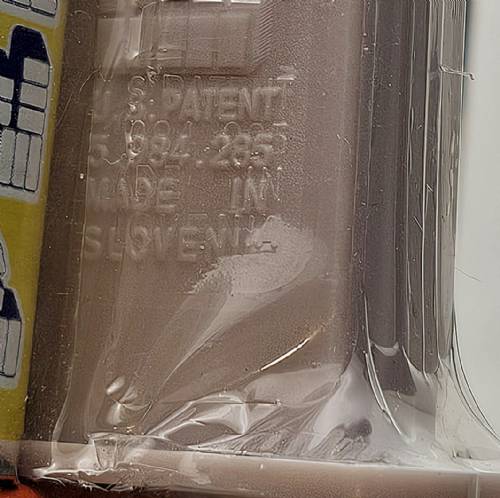 U.S. PATENT
5.984.285
MADE IN
SLOVENIA